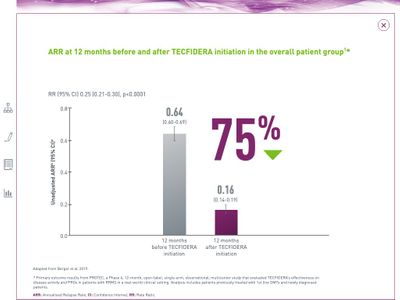 ARR at 12 months before and after TECFIDERA initiation in the overall patient group¹*
RR [95% CI] 0.25 [0.21-0.30], p<0.0001
Unadjusted ARR† (95% CI)
0.8
0.6
0.4
0.2
0.0
0.64
(0.60-0.69)
75%
0.16
(0.14-0.19)
12 months
before TECFIDERA
initiation
12 months
after TECFIDERA
initiation
Adapted from Berger et al. 2019.
* Primary outcome results from PROTEC, a Phase 4, 12 month, open-label, single-arm, observational, multicentre study that evaluated TECFIDERA's effectiveness on
disease activity and PROs in patients with RRMS in a real-world clinical setting. Analysis includes patients previously treated with 1st line DMTs and newly diagnosed
patients.
ARR: Annualised Relapse Rate; CI: Confidence Interval; RR: Rate Ratio.